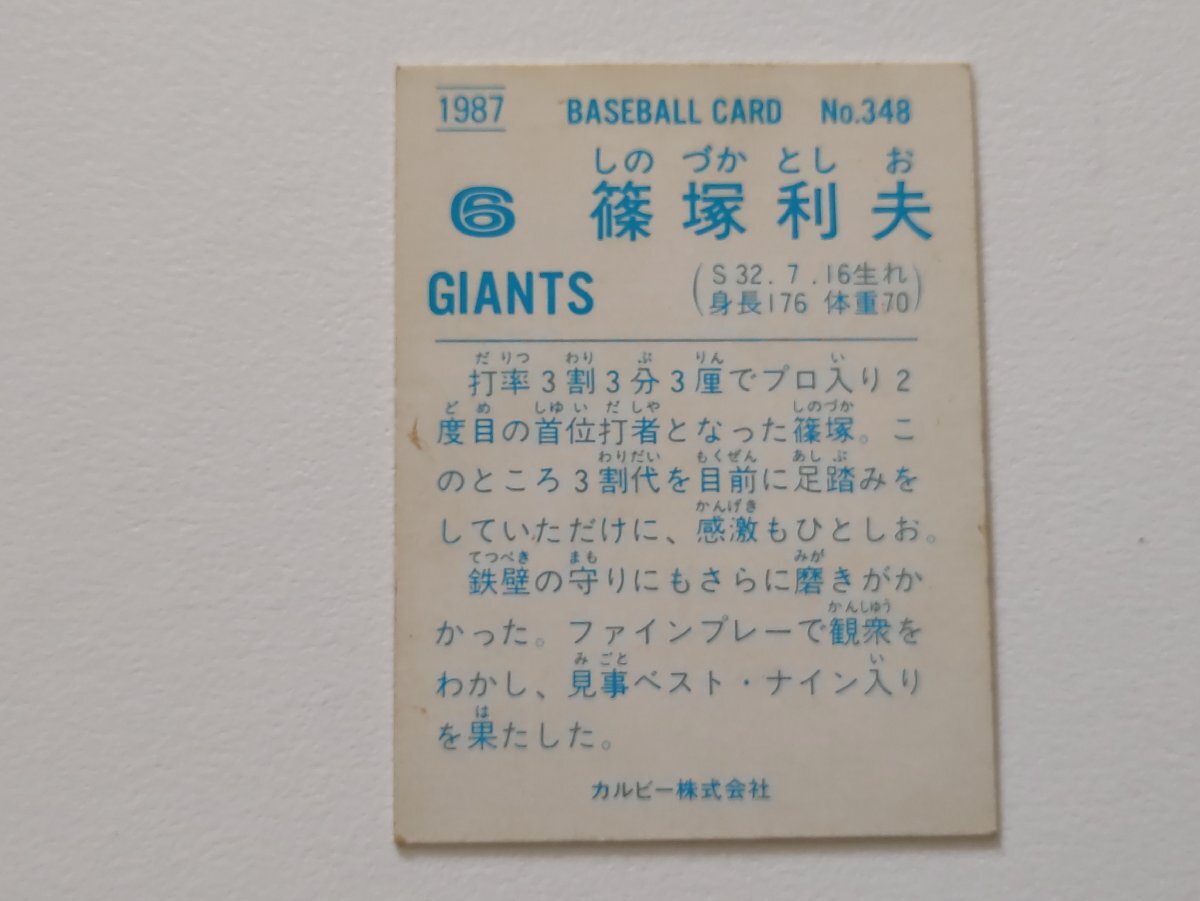 1987 BASEBALL CARD No.348
しの づか とし お
6 篠塚利夫
GIANTS
(S32.7.16生れ
身長176 体重70)
だ りつ わり ぶ りん い
打率3割3分3厘でプロ入り2
ど め しゆ い だ しや しのづか
度目の首位打者となった篠塚。こ
わりだい もくぜん あし ぶ
のところ3割代を目前に足踏みを
かんげき
していただけに、感激もひとしお。
てつぺき まも みが
鉄壁の守りにもさらに磨きがか
かんしゆう
かった。ファインプレーで観衆を
み ごと い
わかし、見事ベスト・ナイン入り
は
を果たした。
カルビー株式会社